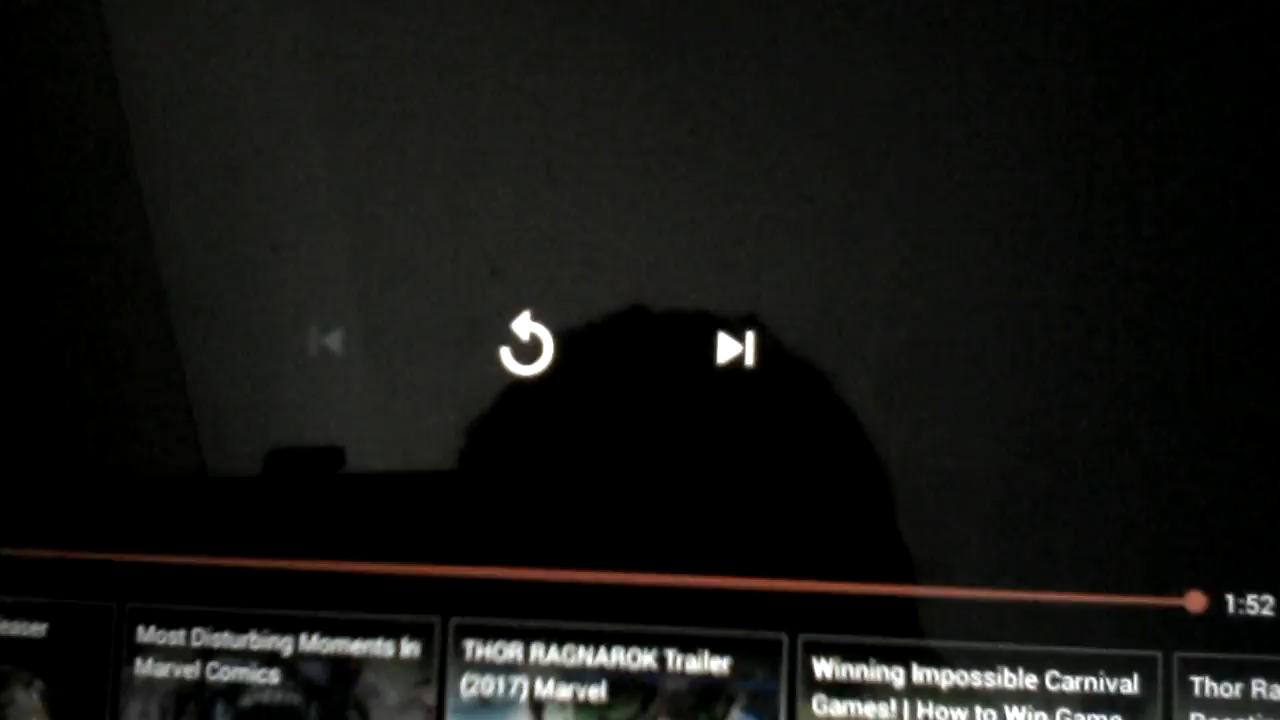 1:52
Most Disturbing Moments In
Marvel Comics
THOR RAGNAROK Trailer
(2017) Marvel
Winning Impossible Carnival
Games! | How to Win Game
Thor Ra